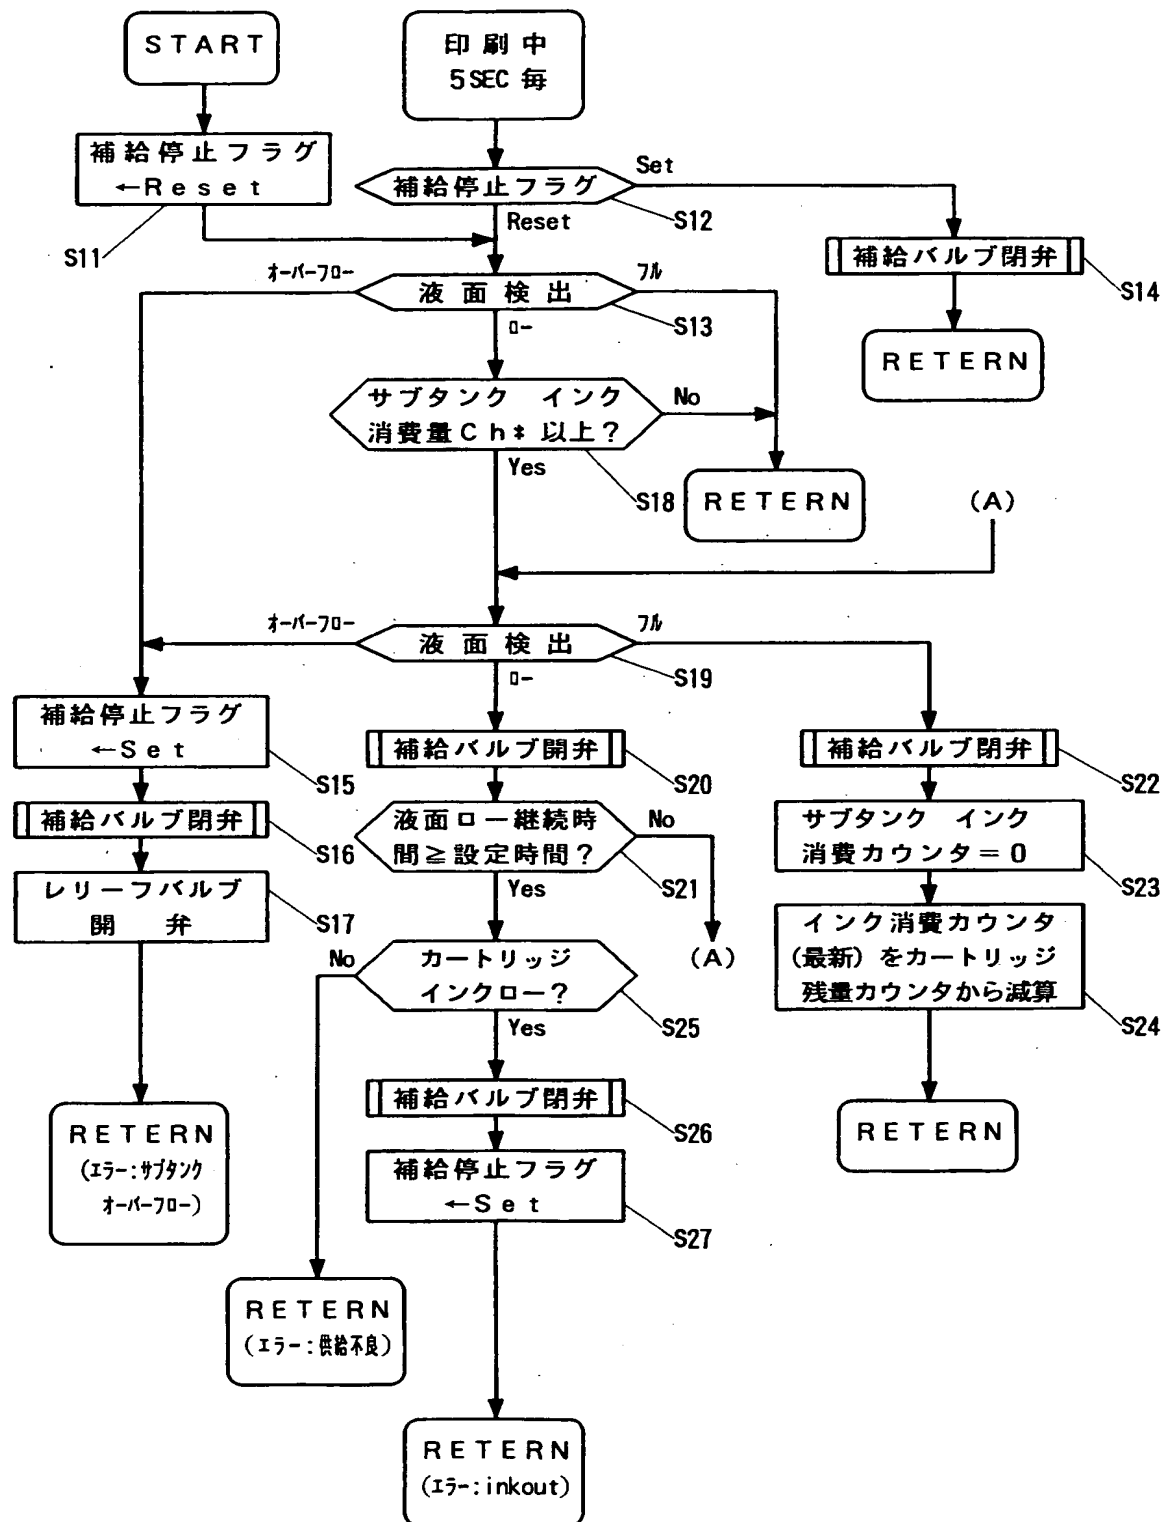 START
補給停止フラグ
←Reset
S11
印刷中
5SEC 毎
補給停止フラグ
Set
S12
Reset
補給バルブ閉弁
S14
RETERN
オーバーフロー
液面検出
フル
S13
ロー
サブタンク インク
消費量Ch* 以上?
No
S18
Yes
RETERN
(A)
オーバーフロー
液面検出
フル
S19
ロー
補給停止フラグ
←Set
S15
補給バルブ閉弁
S16
レリーフバルブ
開弁
S17
RETERN
(エラー:サブタンク
オーバーフロー)
補給バルブ開弁
S20
液面ロー継続時
間≧設定時間?
No
S21
Yes
(A)
カートリッジ
インクロー?
No
S25
Yes
RETERN
(エラー:供給不良)
補給バルブ閉弁
S26
補給停止フラグ
←Set
S27
RETERN
(エラー:inkout)
補給バルブ閉弁
S22
サブタンク インク
消費カウンタ=0
S23
インク消費カウンタ
(最新)をカートリッジ
残量カウンタから減算
S24
RETERN